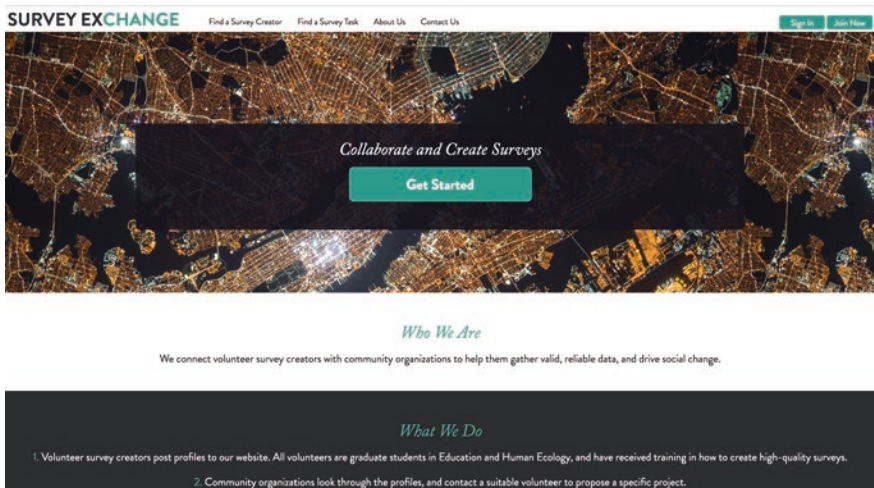 SURVEY EXCHANGE Find a Survey Creator Find a Survey Task About Us Contact Us Sign In Join Now
Collaborate and Create Surveys
Get Started
Who We Are
We connect volunteer survey creators with community organizations to help them gather valid, reliable data, and drive social change.
What We Do
1. Volunteer survey creators post profiles to our website. All volunteers are graduate students in Education and Human Ecology, and have received training in how to create high-quality surveys.
2. Community organizations look through the profiles, and contact a suitable volunteer to propose a specific project.